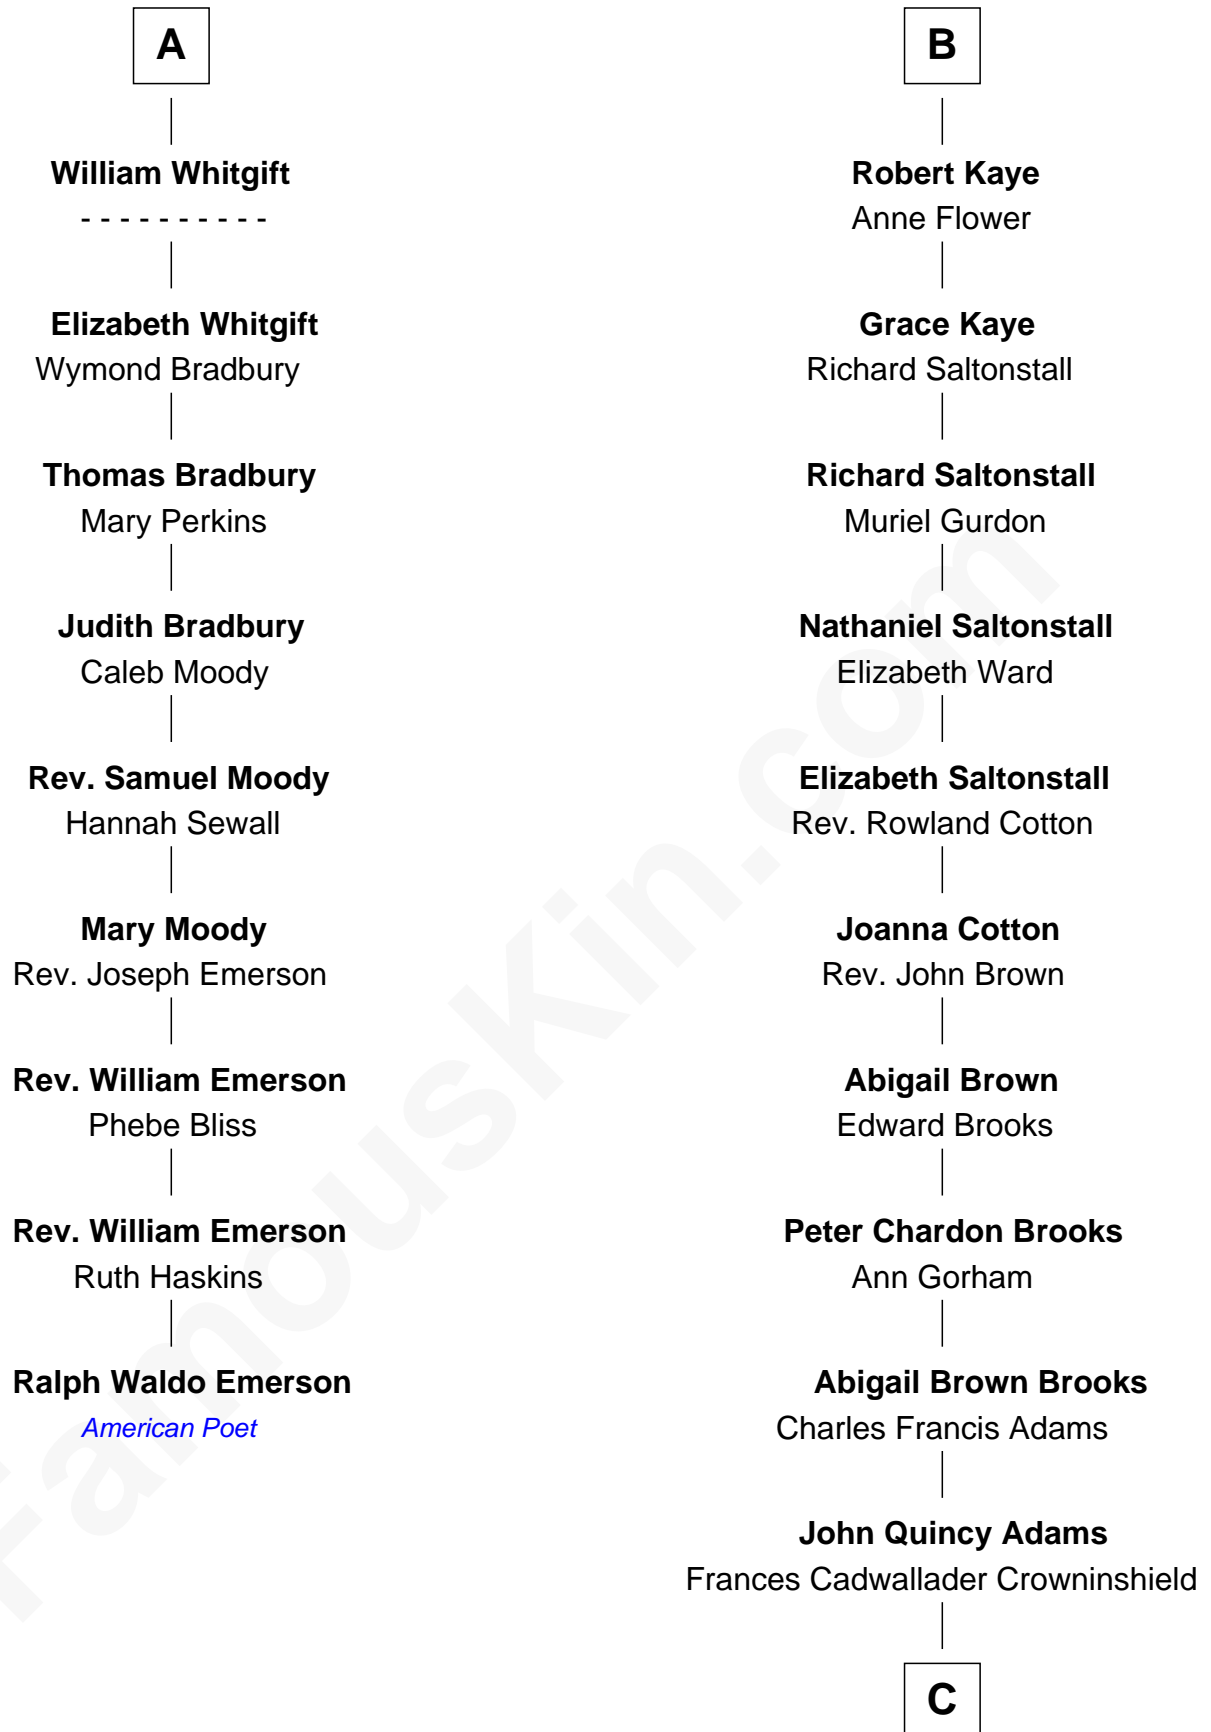 A
William Whitgift
- - - - - - - - - -
Elizabeth Whitgift
Wymond Bradbury
Thomas Bradbury
Mary Perkins
Judith Bradbury
Caleb Moody
Rev. Samuel Moody
Hannah Sewall
Mary Moody
Rev. Joseph Emerson
Rev. William Emerson
Phebe Bliss
Rev. William Emerson
Ruth Haskins
Ralph Waldo Emerson
American Poet
B
Robert Kaye
Anne Flower
Grace Kaye
Richard Saltonstall
Richard Saltonstall
Muriel Gurdon
Nathaniel Saltonstall
Elizabeth Ward
Elizabeth Saltonstall
Rev. Rowland Cotton
Joanna Cotton
Rev. John Brown
Abigail Brown
Edward Brooks
Peter Chardon Brooks
Ann Gorham
Abigail Brown Brooks
Charles Francis Adams
John Quincy Adams
Frances Cadwallader Crowninshield
C
FamousKin.com